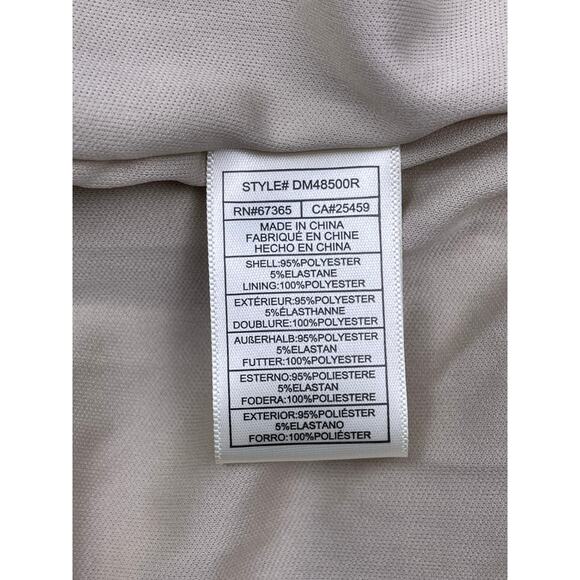 STYLE# DM48500R
RN#67365 CA#25459
MADE IN CHINA
FABRIQUÉ EN CHINE
HECHO EN CHINA
SHELL:95%POLYESTER
5%ELASTANE
LINING:100%POLYESTER
EXTÉRIEUR:95%POLYESTER
5%ÉLASTHANNE
DOUBLURE:100%POLYESTER
AUßERHALB:95%POLYESTER
5%ELASTAN
FUTTER:100%POLYESTER
ESTERNO:95%POLIESTERE
5%ELASTAN
FODERA:100%POLIESTERE
EXTERIOR:95%POLIÉSTER
5%ELASTANO
FORRO:100%POLIÉSTER